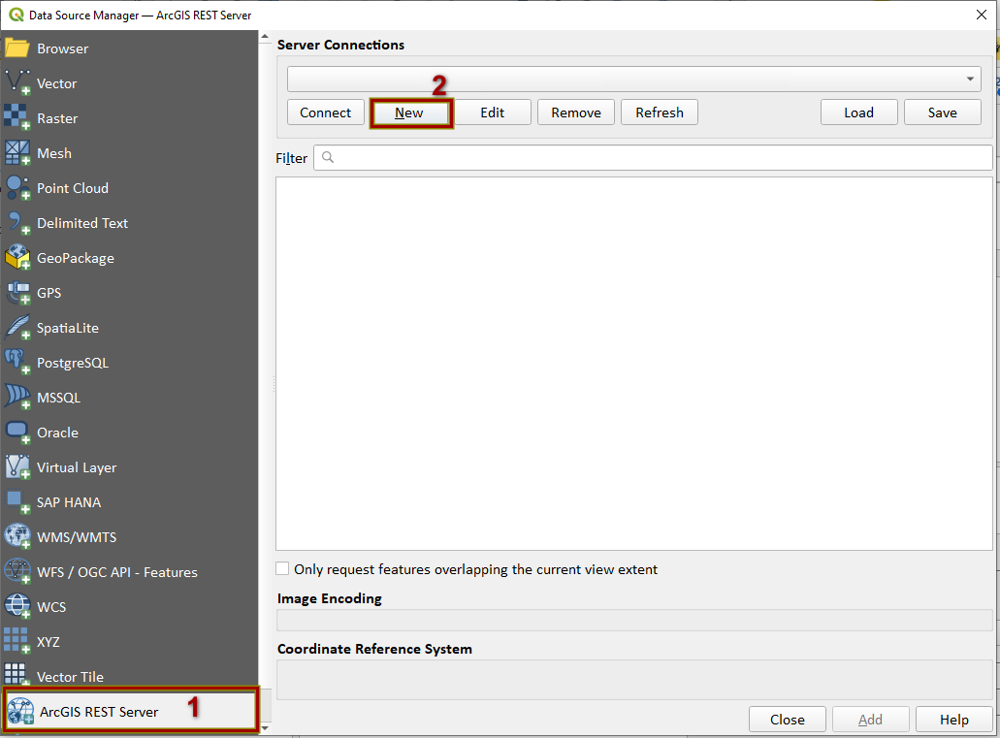 Data Source Manager — ArcGIS REST Server
Browser
Vector
Raster
Mesh
Point Cloud
Delimited Text
GeoPackage
GPS
SpatiaLite
PostgreSQL
MSSQL
Oracle
Virtual Layer
SAP HANA
WMS/WMTS
WFS / OGC API - Features
WCS
XYZ
Vector Tile
ArcGIS REST Server 1
Server Connections
2
Connect New Edit Remove Refresh Load Save
Filter
Only request features overlapping the current view extent
Image Encoding
Coordinate Reference System
Close Add Help